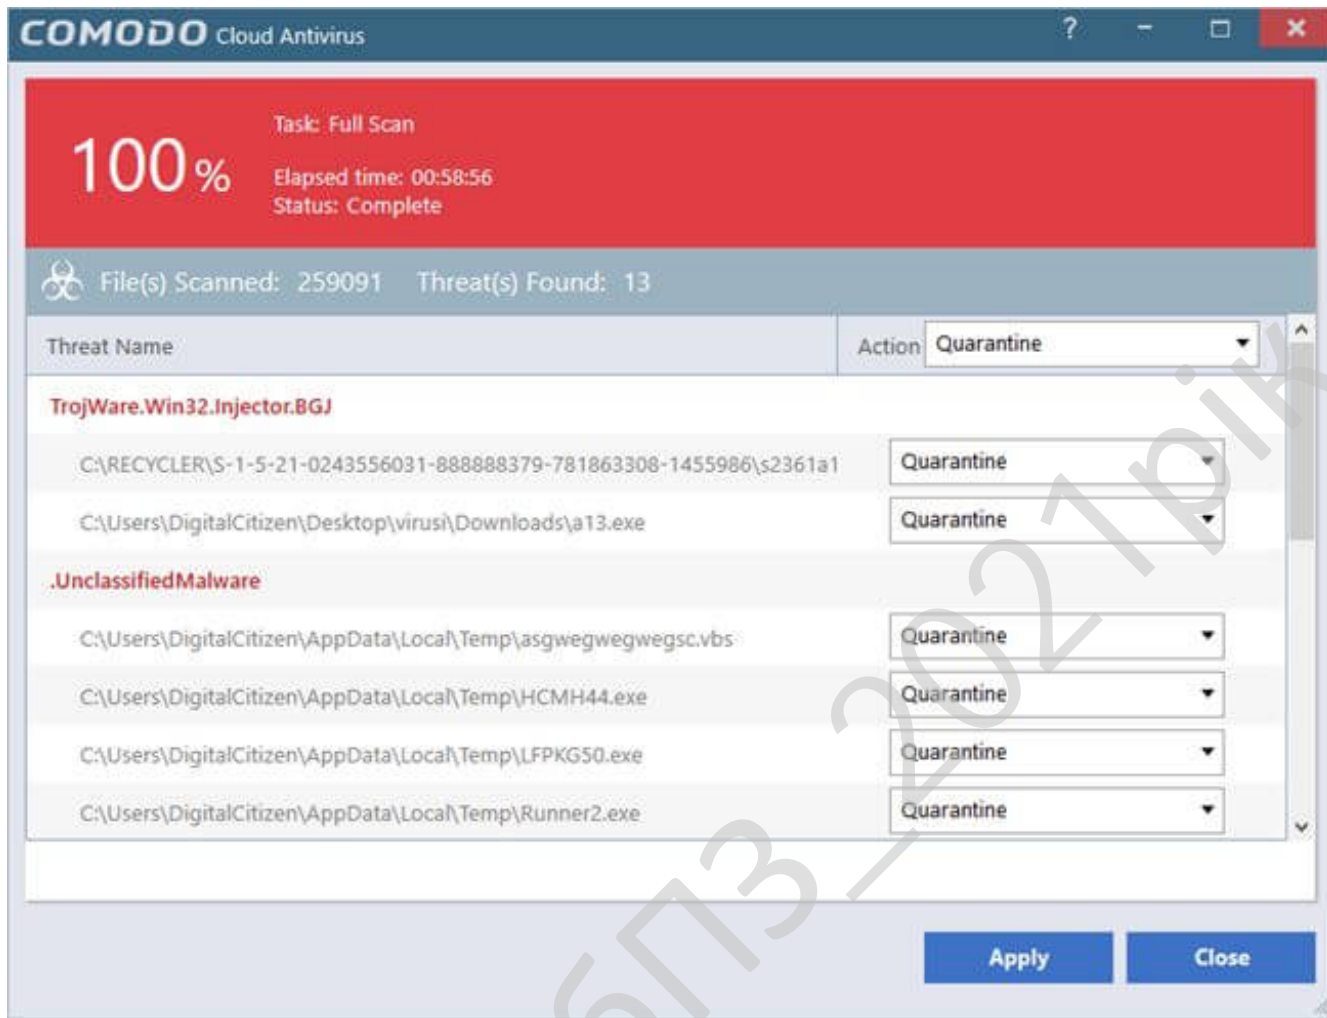 COMODO Cloud Antivirus
?
100%
Task: Full Scan
Elapsed time: 00:58:56
Status: Complete
File(s) Scanned: 259091 Threat(s) Found: 13
Threat Name Action Quarantine
TrojWare.Win32.Injector.BGJ
C:\RECYCLER\S-1-5-21-0243556031-888888379-781863308-1455986\s2361a1 Quarantine
C:\Users\DigitalCitizen\Desktop\virusi\Downloads\a13.exe Quarantine
.UnclassifiedMalware
C:\Users\DigitalCitizen\AppData\Local\Temp\asgwegwegwegsc.vbs Quarantine
C:\Users\DigitalCitizen\AppData\Local\Temp\HCMH44.exe Quarantine
C:\Users\DigitalCitizen\AppData\Local\Temp\LFPKG50.exe Quarantine
C:\Users\DigitalCitizen\AppData\Local\Temp\Runner2.exe Quarantine
Apply Close
бПЗ_2021рік